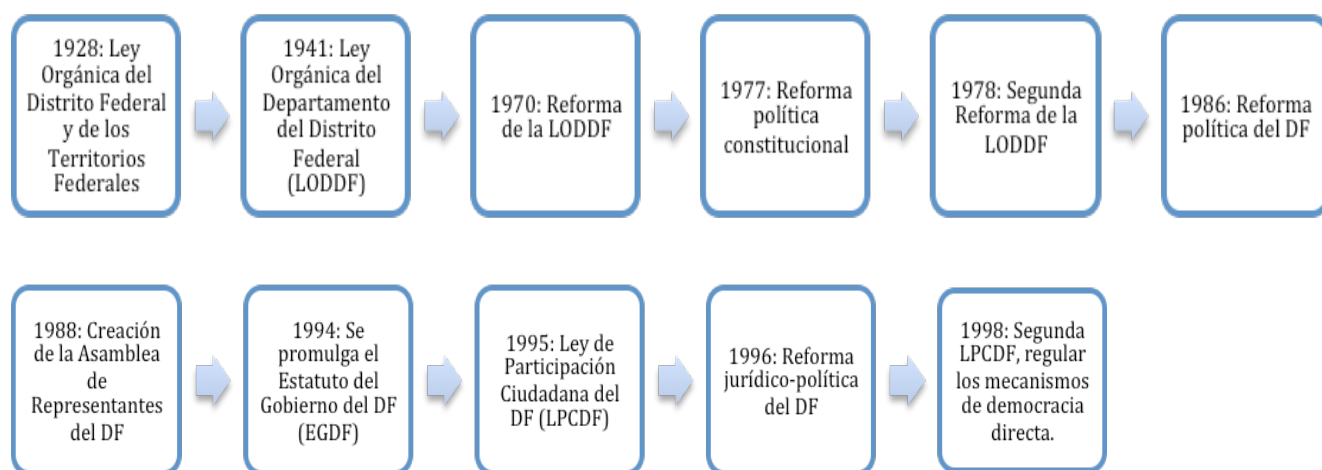 1928: Ley
Orgánica del
Distrito Federal
y de los
Territorios
Federales
1941: Ley
Orgánica del
Departamento
del Distrito
Federal
(LODDF)
1970: Reforma
de la LODDF
1977: Reforma
política
constitucional
1978: Segunda
Reforma de la
LODDF
1986: Reforma
política del DF
1988: Creación
de la Asamblea
de
Representantes
del DF
1994: Se
promulga el
Estatuto del
Gobierno del DF
(EGDF)
1995: Ley de
Participación
Ciudadana del
DF (LPCDF)
1996: Reforma
jurídico-política
del DF
1998: Segunda
LPCDF, regular
los mecanismos
de democracia
directa.